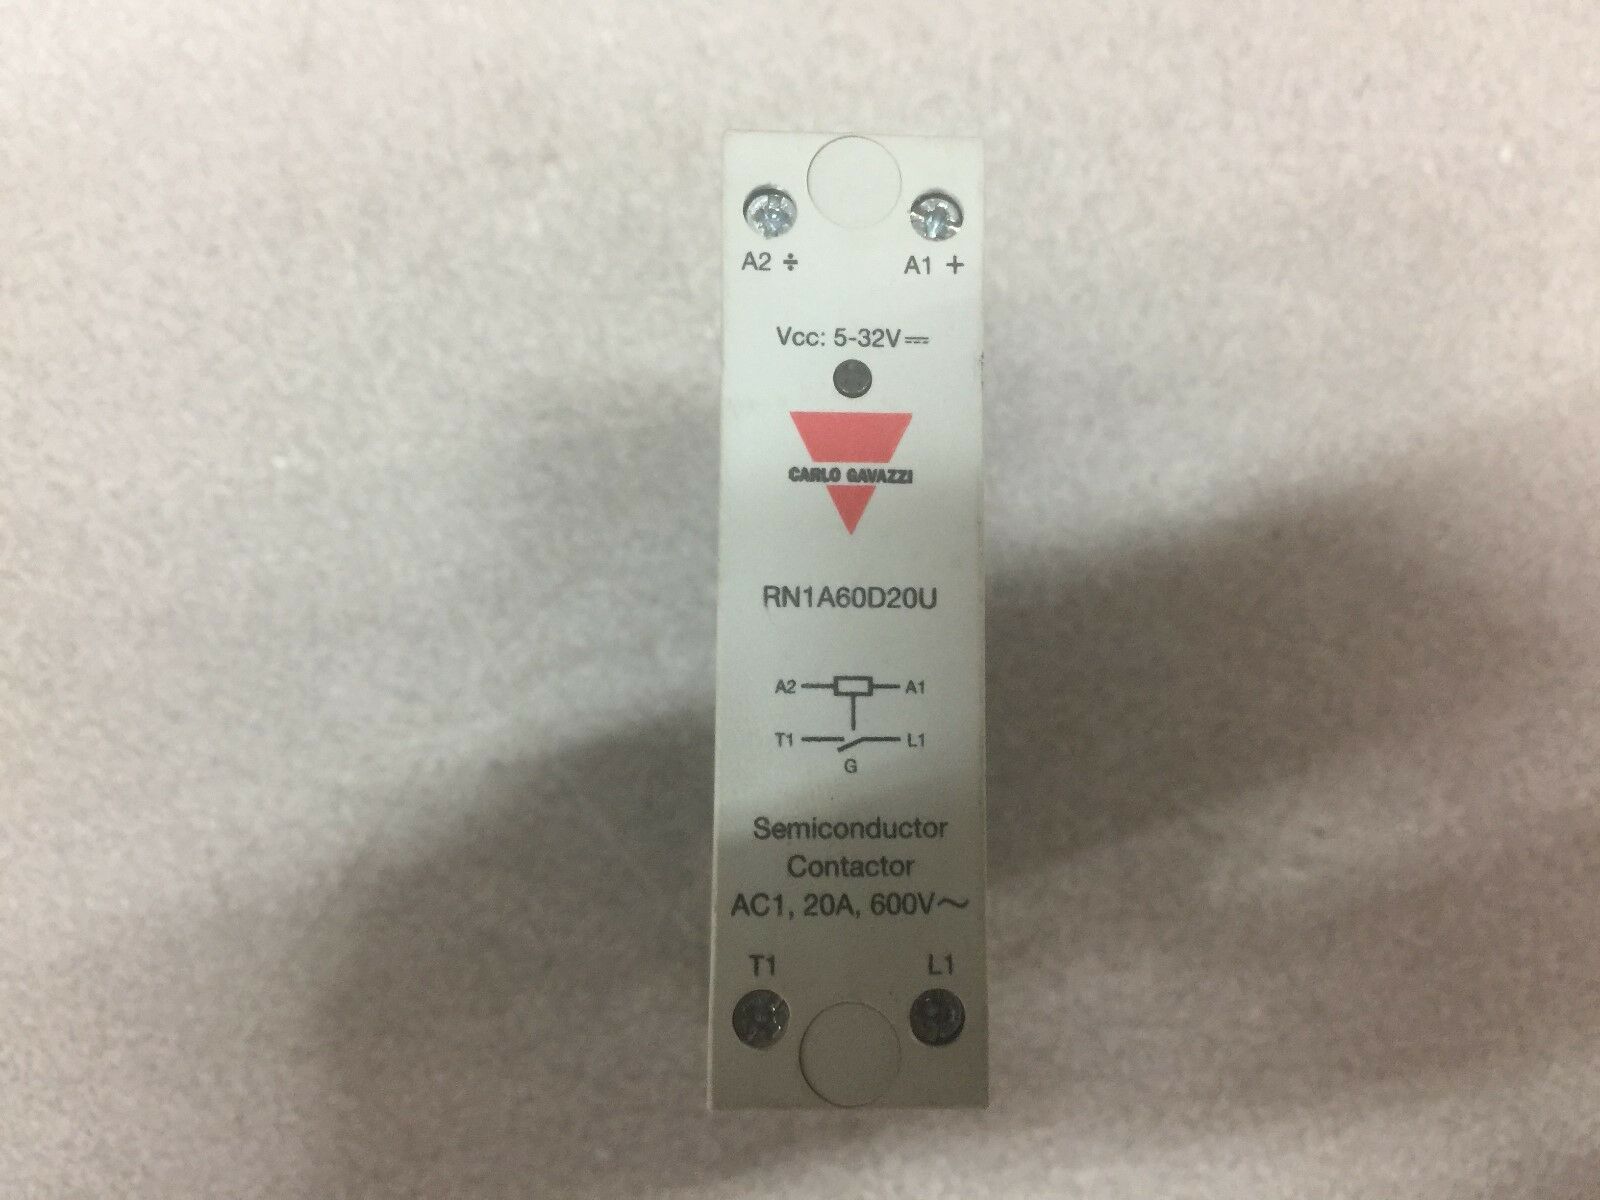 A2 ÷ A1 +
Vcc: 5-32V⎓
CARLO GAVAZZI
RN1A60D20U
A2 A1
T1 L1
G
Semiconductor
Contactor
AC1, 20A, 600V~
T1 L1